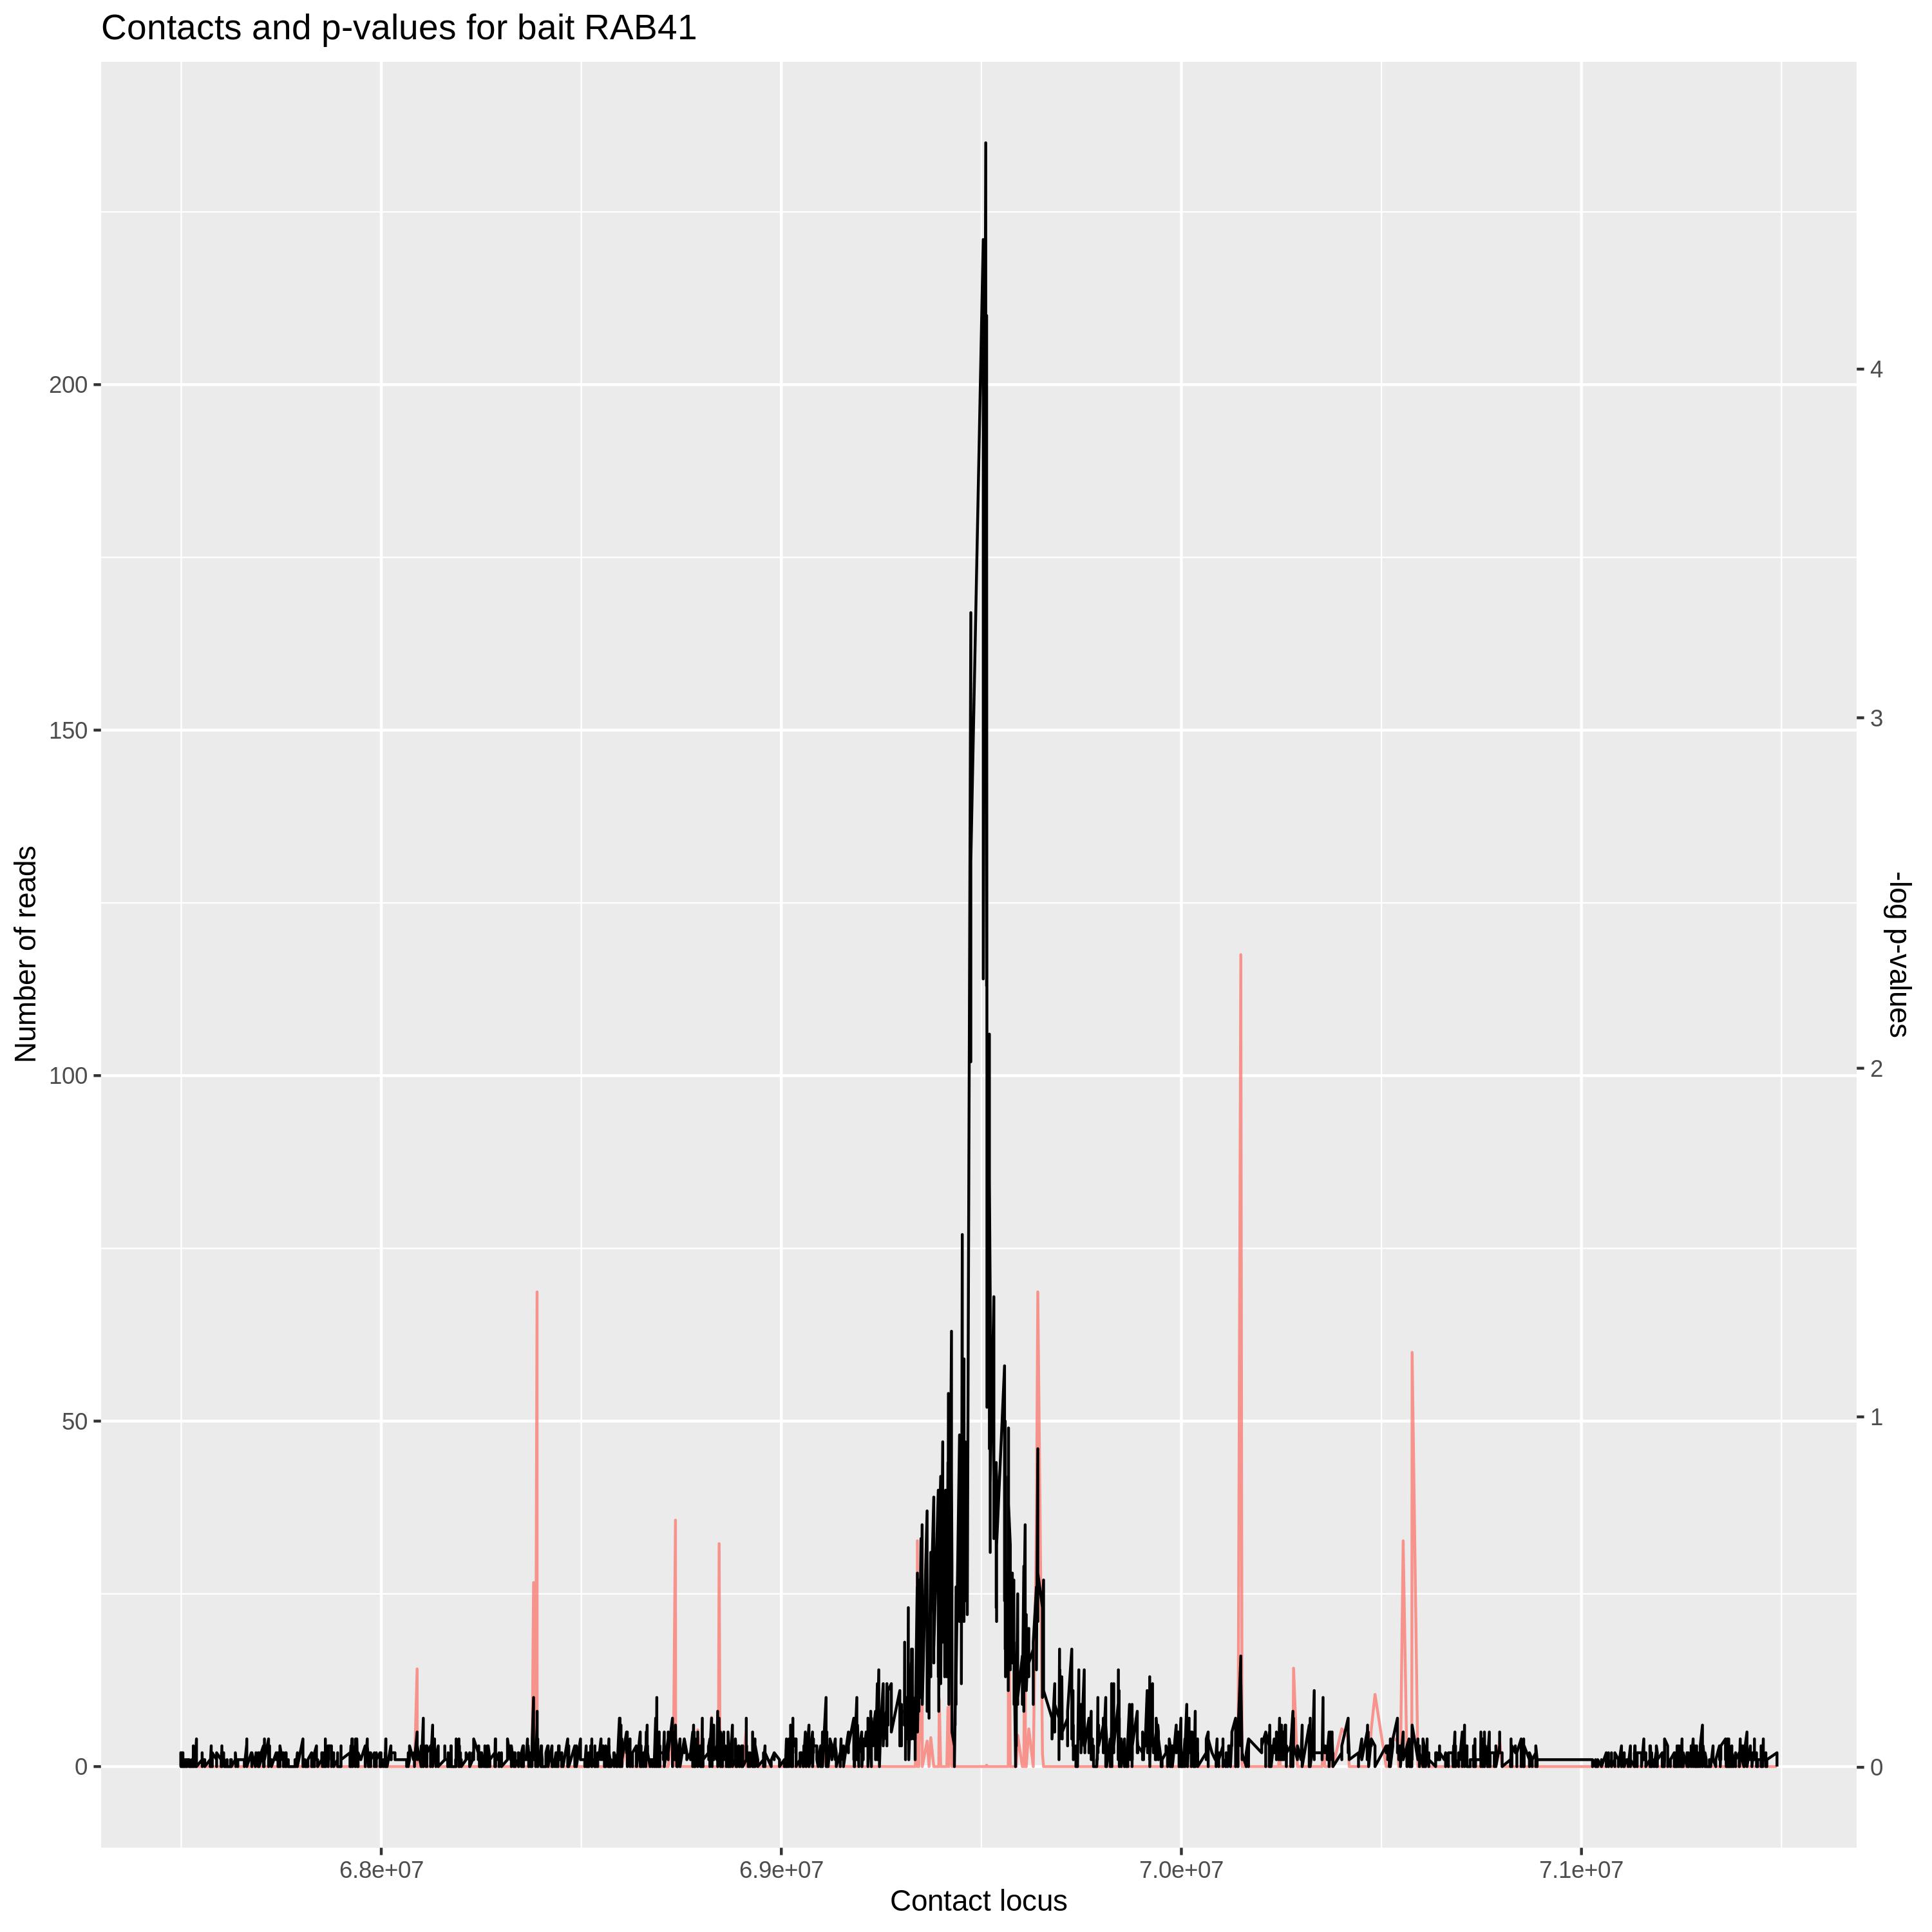 Contacts and p-values for bait RAB41
Number of reads
200
150
100
50
0
4
3
2
1
0
-log p-values
6.8e+07
6.9e+07
7.0e+07
7.1e+07
Contact locus